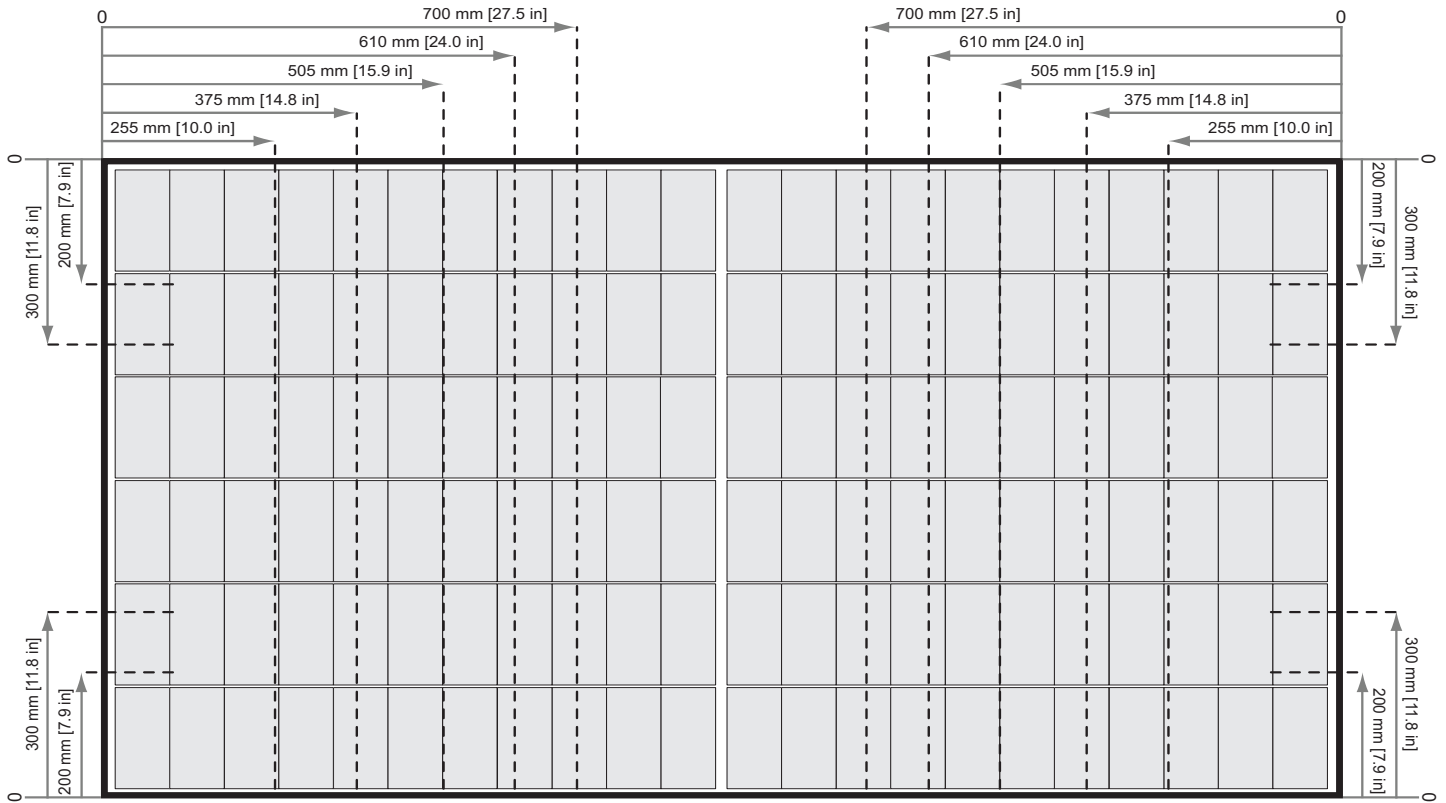 0
700 mm [27.5 in]
700 mm [27.5 in]
0
610 mm [24.0 in]
610 mm [24.0 in]
505 mm [15.9 in]
505 mm [15.9 in]
375 mm [14.8 in]
375 mm [14.8 in]
255 mm [10.0 in]
255 mm [10.0 in]
0
0
200 mm [7.9 in]
300 mm [11.8 in]
200 mm [7.9 in]
300 mm [11.8 in]
300 mm [11.8 in]
200 mm [7.9 in]
300 mm [11.8 in]
200 mm [7.9 in]
0
0